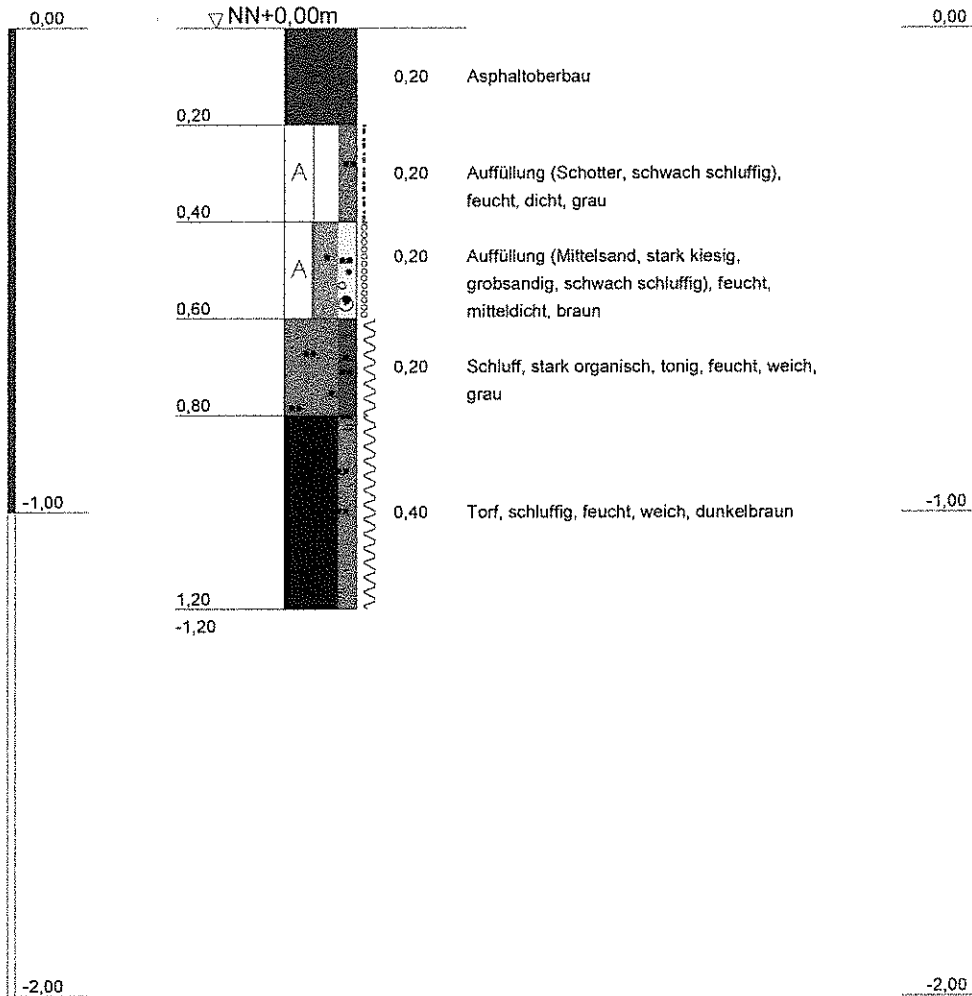 0,00
NN+0,00m
0,00
0,20 Asphaltoberbau
0,20
A
0,20 Auffüllung (Schotter, schwach schluffig),
feucht, dicht, grau
0,40
A
0,20 Auffüllung (Mittelsand, stark kiesig,
grobsandig, schwach schluffig), feucht,
mitteldicht, braun
0,60
0,20 Schluff, stark organisch, tonig, feucht, weich,
grau
0,80
-1,00
0,40 Torf, schluffig, feucht, weich, dunkelbraun
-1,00
1,20
-1,20
-2,00
-2,00